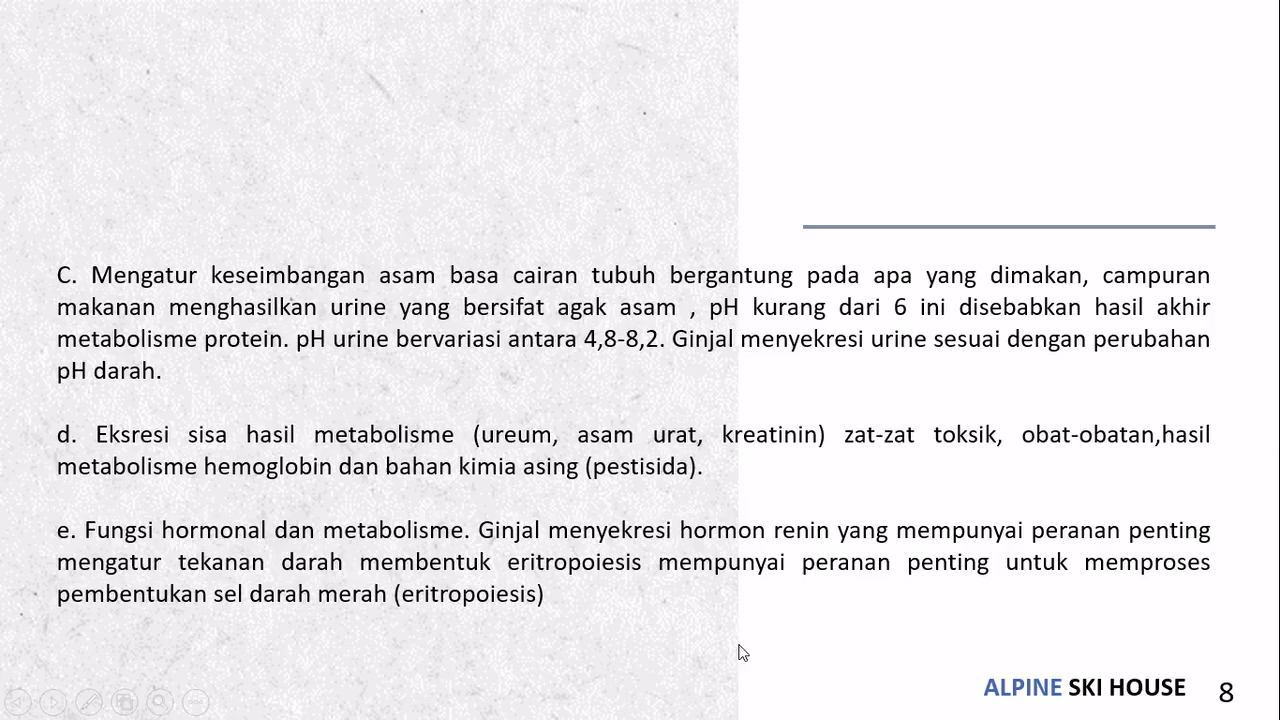 C. Mengatur keseimbangan asam basa cairan tubuh bergantung pada apa yang dimakan, campuran
makanan menghasilkan urine yang bersifat agak asam , pH kurang dari 6 ini disebabkan hasil akhir
metabolisme protein. pH urine bervariasi antara 4,8-8,2. Ginjal menyekresi urine sesuai dengan perubahan
pH darah.
d. Eksresi sisa hasil metabolisme (ureum, asam urat, kreatinin) zat-zat toksik, obat-obatan,hasil
metabolisme hemoglobin dan bahan kimia asing (pestisida).
e. Fungsi hormonal dan metabolisme. Ginjal menyekresi hormon renin yang mempunyai peranan penting
mengatur tekanan darah membentuk eritropoiesis mempunyai peranan penting untuk memproses
pembentukan sel darah merah (eritropoiesis)
ALPINE SKI HOUSE 8